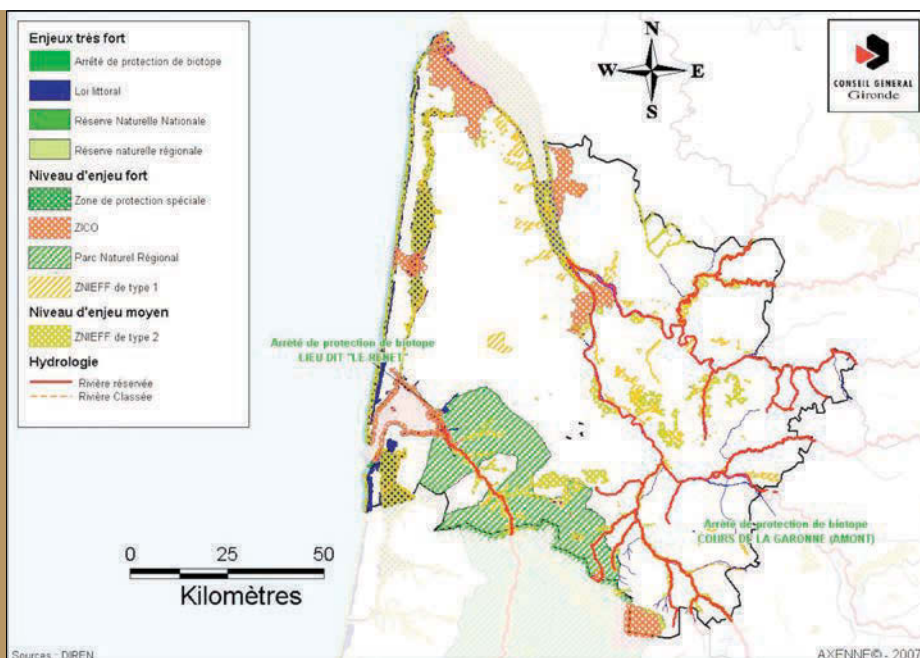 Enjeux très fort
Arrêté de protection de biotope
Loi littoral
Réserve Naturelle Nationale
Réserve naturelle régionale
Niveau d'enjeu fort
Zone de protection spéciale
ZICO
Parc Naturel Régional
ZNIEFF de type 1
Niveau d'enjeu moyen
ZNIEFF de type 2
Hydrologie
Rivière réservée
Rivière Classée
N
W E
S
CONSEIL GENERAL
Gironde
Arrêté de protection de biotope
LIEU DIT "LE RENET"
Arrêté de protection de biotope
COURS DE LA GARONNE (AMONT)
0 25 50
Kilomètres
Sources : DIREN
AXENNE© - 2007